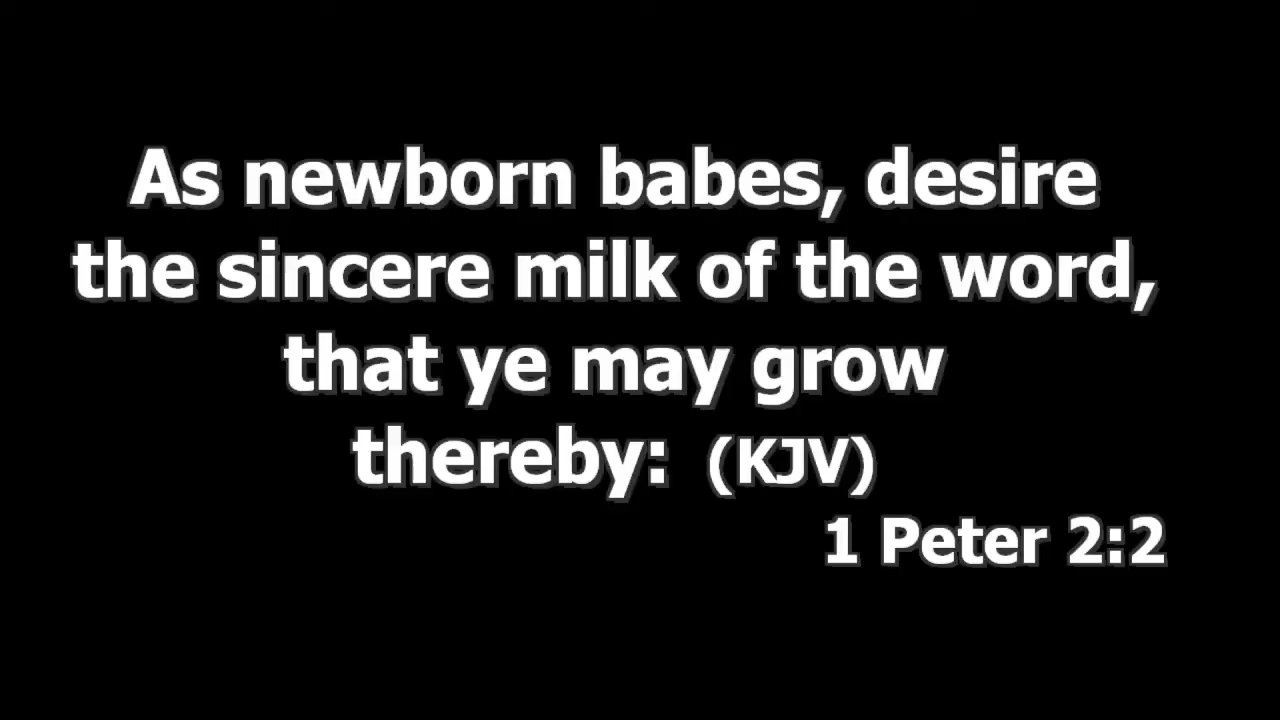 As newborn babes, desire
the sincere milk of the word,
that ye may grow
thereby: (KJV)
1 Peter 2:2